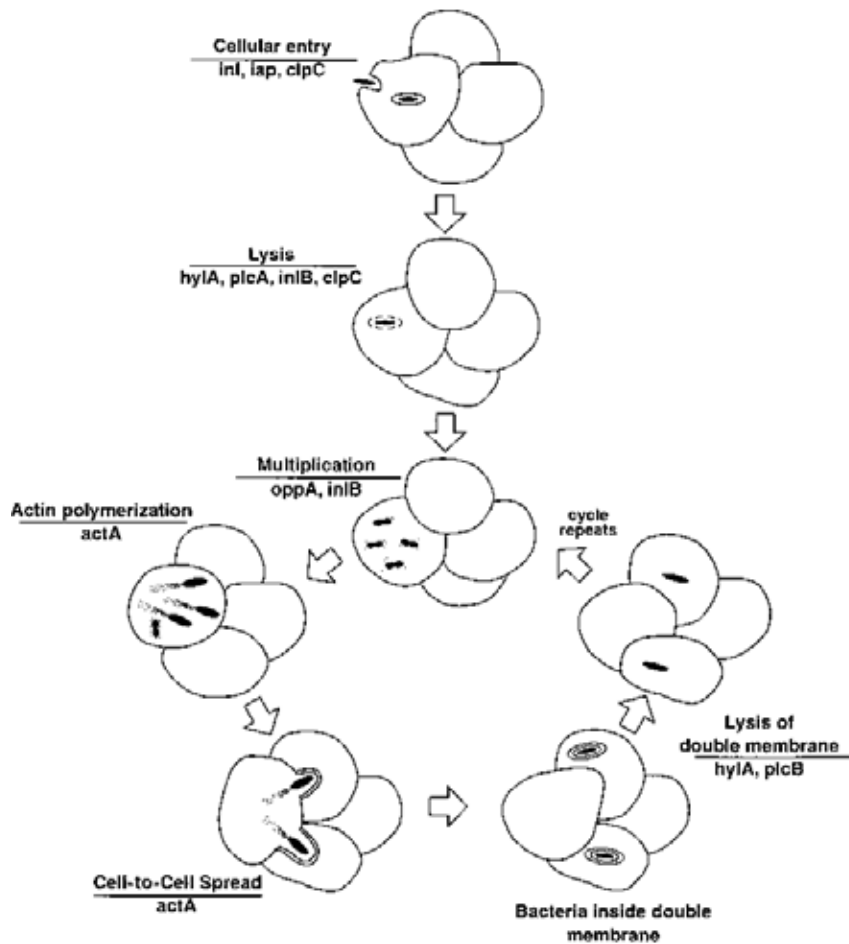 Cellular entry
inl, iap, clpC
Lysis
hylA, plcA, inlB, clpC
Multiplication
oppA, inlB
Actin polymerization
actA
cycle
repeats
Lysis of
double membrane
hylA, plcB
Cell-to-Cell Spread
actA
Bacteria inside double
membrane